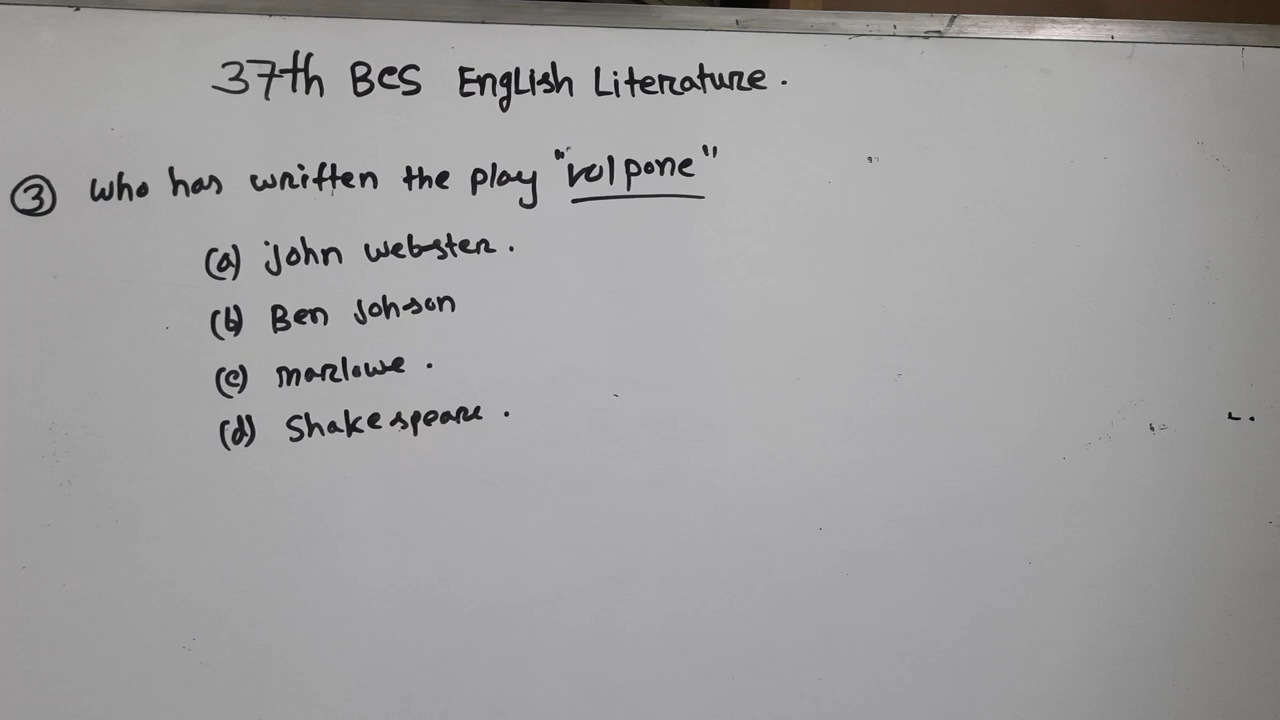 37th BCS English Literature.
③ who has written the play "volpone"
(a) john webster.
(b) Ben Johson
(c) marlowe.
(d) Shakespeare.